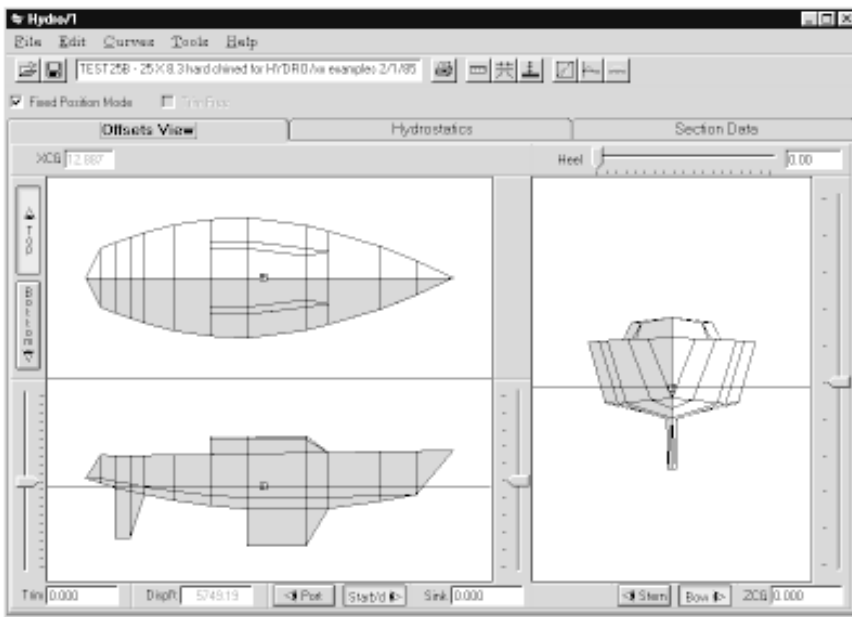 Hydro/1
File Edit Curves Tools Help
TEST25B - 25 X 8.3 hard chined for HYDRO/xx examples 2/1/85
Fixed Position Mode Trim Free
Offsets View Hydrostatics Section Data
XCG 12.887 Heel 0.00
Top
Bottom
Trim 0.000 Displ't 5749.19 Port Starb'd Sink 0.000 Stern Bow ZCG 0.000